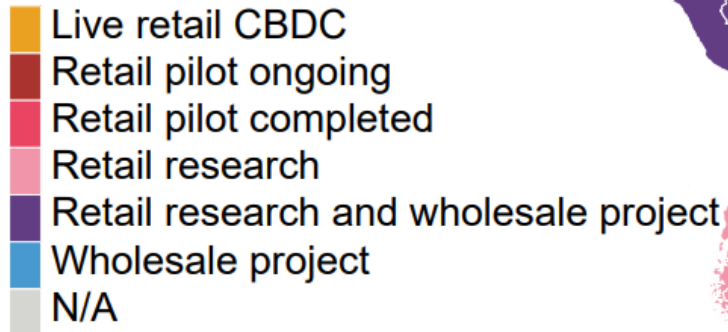 Live retail CBDC
Retail pilot ongoing
Retail pilot completed
Retail research
Retail research and wholesale project
Wholesale project
N/A